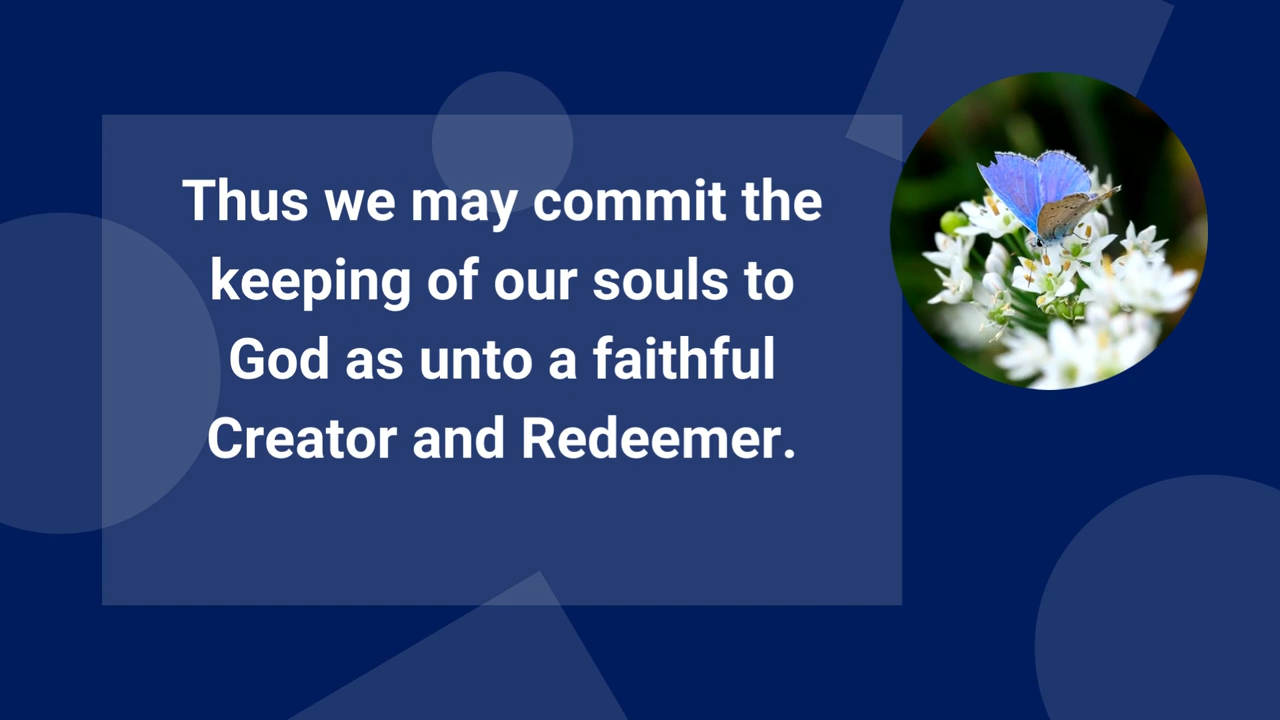 Thus we may commit the
keeping of our souls to
God as unto a faithful
Creator and Redeemer.